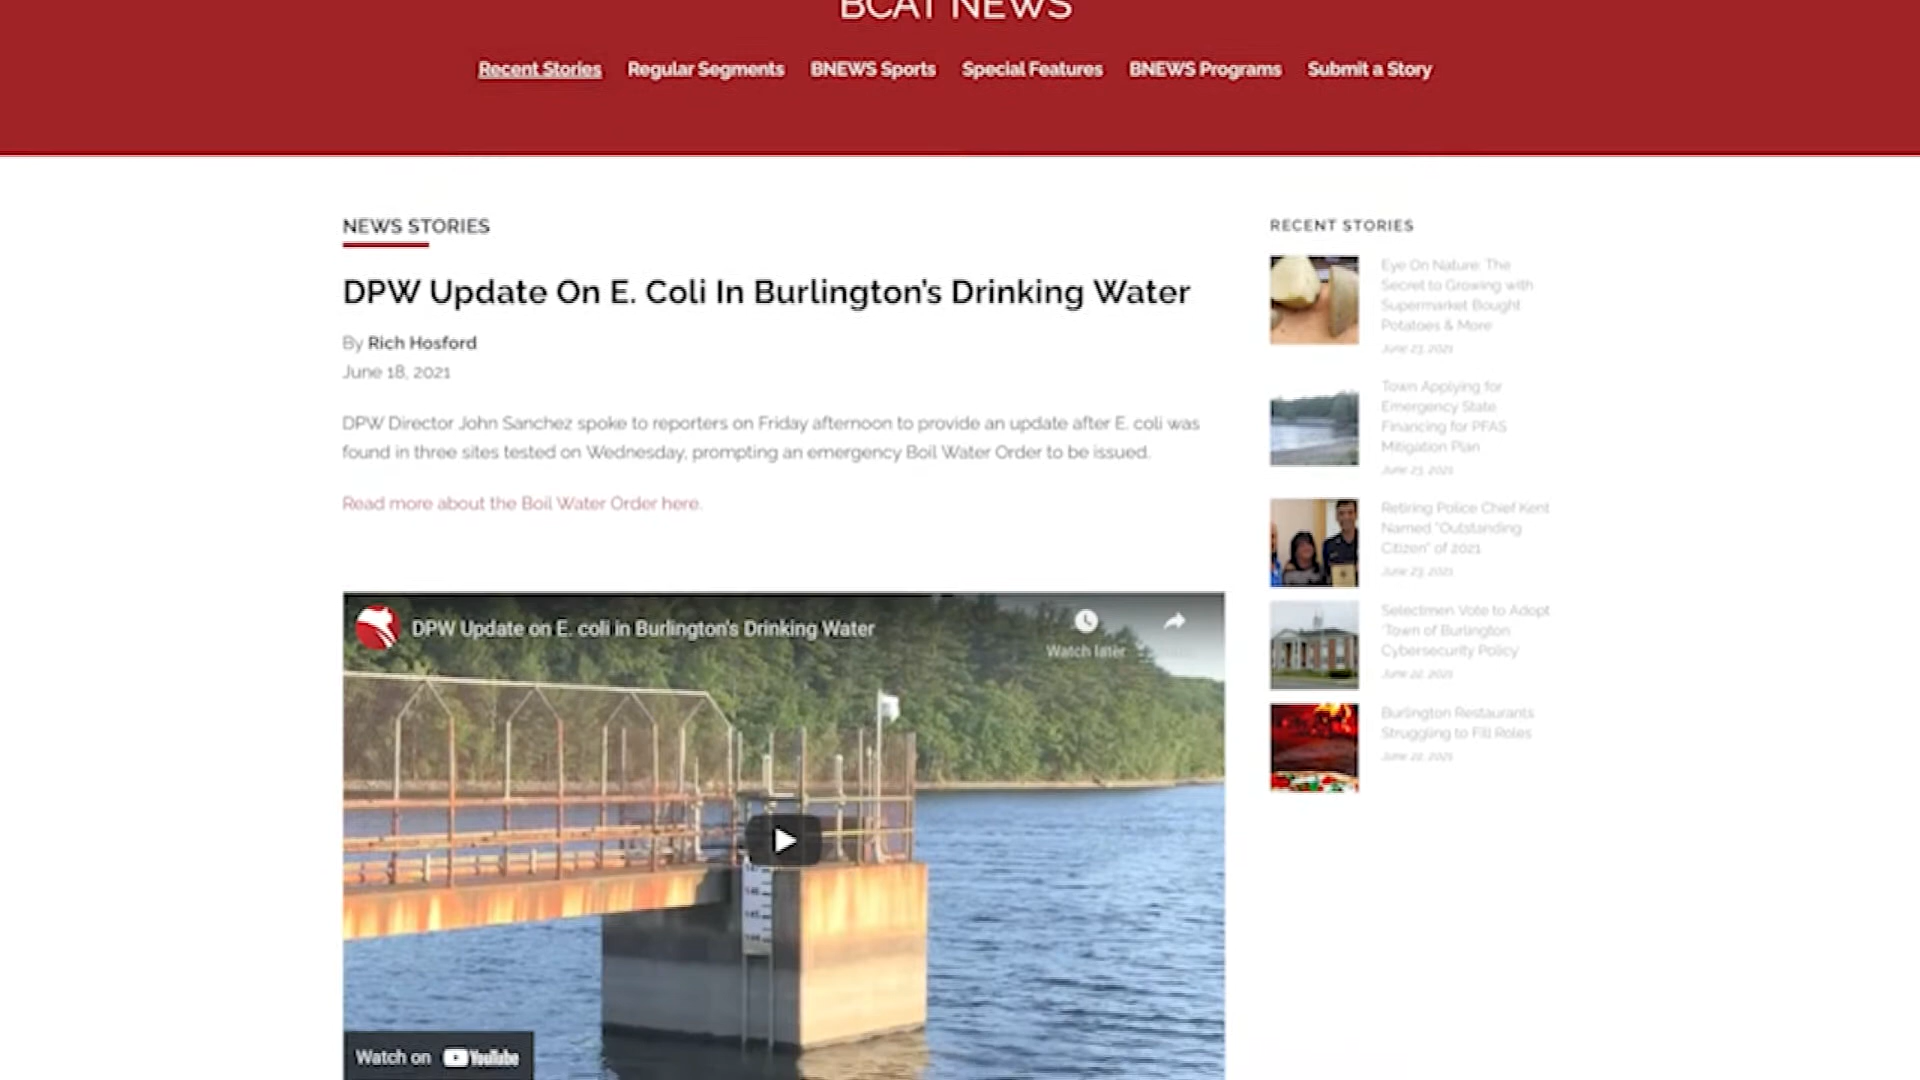 BCAT NEWS
Recent Stories Regular Segments BNEWS Sports Special Features BNEWS Programs Submit a Story
NEWS STORIES
DPW Update On E. Coli In Burlington's Drinking Water
By Rich Hosford
June 18, 2021
DPW Director John Sanchez spoke to reporters on Friday afternoon to provide an update after E. coli was
found in three sites tested on Wednesday, prompting an emergency Boil Water Order to be issued.
Read more about the Boil Water Order here.
DPW Update on E. coli in Burlington's Drinking Water
Watch later
Watch on YouTube
RECENT STORIES
Eye On Nature: The
Secret to Growing with
Supermarket Bought
Potatoes & More
June 23, 2021
Town Applying for
Emergency State
Financing for PFAS
Mitigation Plan
June 23, 2021
Retiring Police Chief Kent
Named "Outstanding
Citizen" of 2021
June 23, 2021
Selectmen Vote to Adopt
'Town of Burlington
Cybersecurity Policy
June 22, 2021
Burlington Restaurants
Struggling to Fill Roles
June 22, 2021